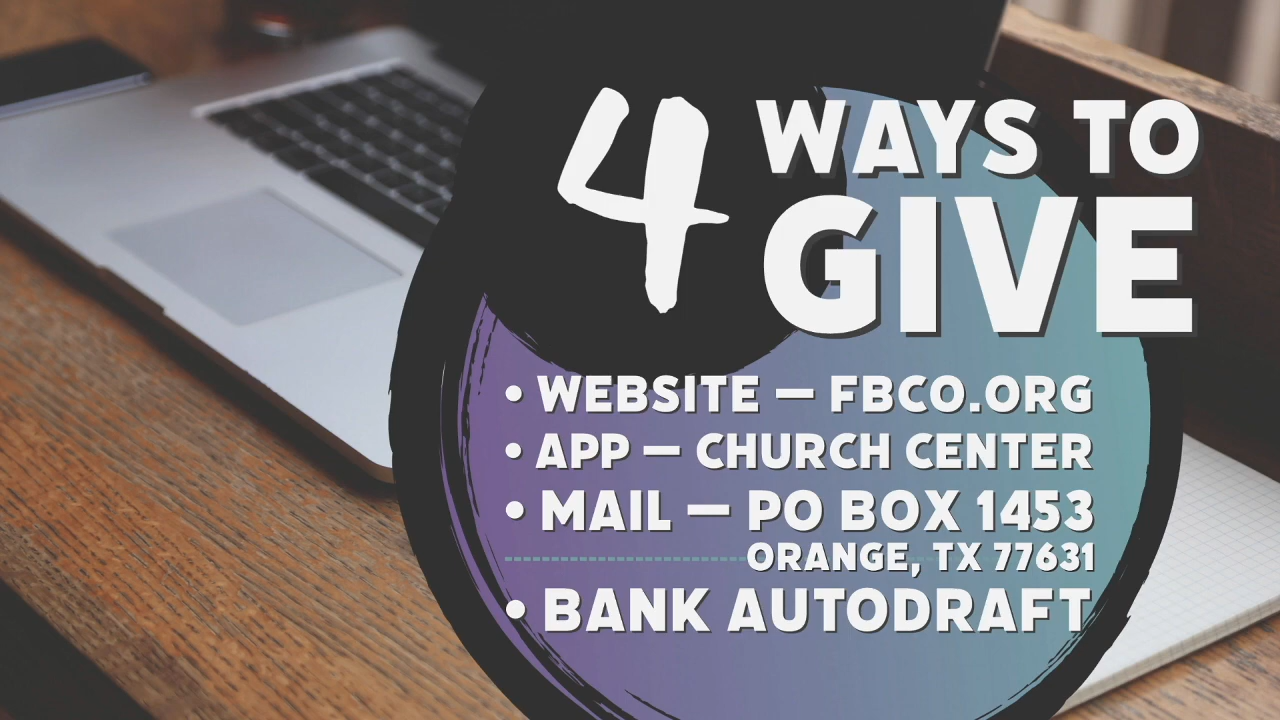 4 WAYS TO
GIVE
• WEBSITE — FBCO.ORG
• APP — CHURCH CENTER
• MAIL — PO BOX 1453
ORANGE, TX 77631
• BANK AUTODRAFT